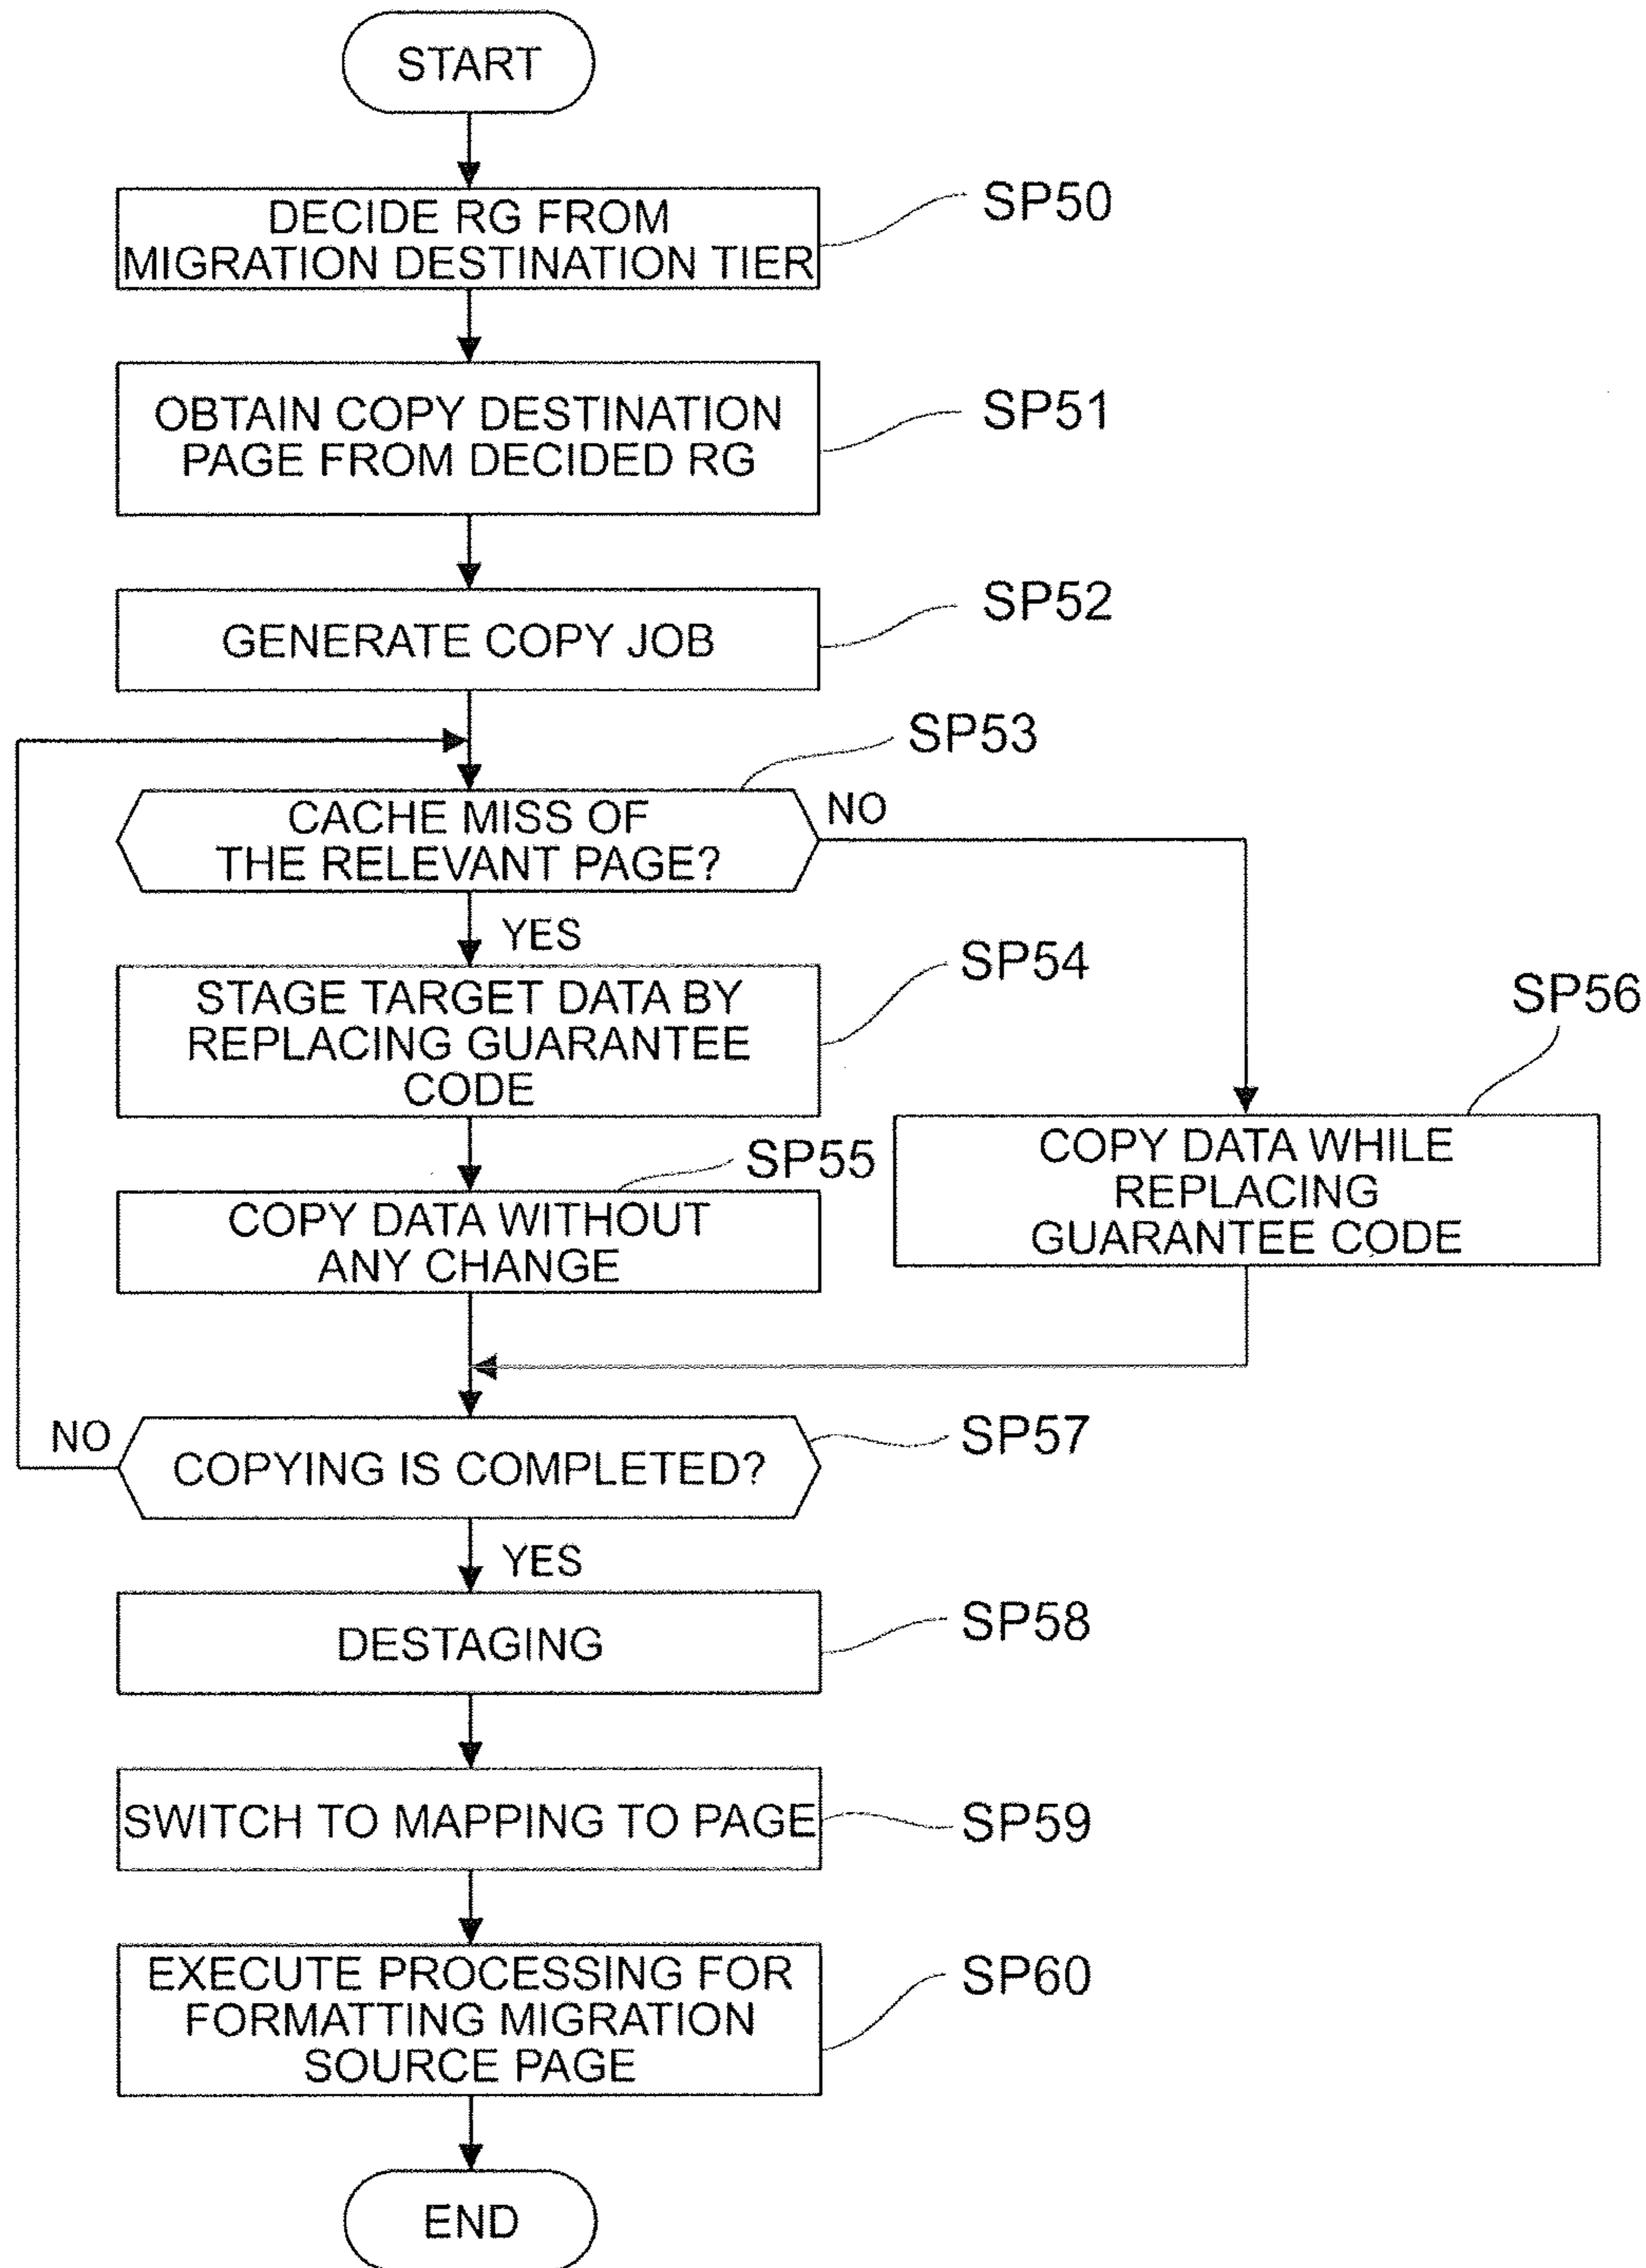 START
DECIDE RG FROM
MIGRATION DESTINATION TIER
SP50
OBTAIN COPY DESTINATION
PAGE FROM DECIDED RG
SP51
GENERATE COPY JOB
SP52
CACHE MISS OF
THE RELEVANT PAGE?
SP53
NO
YES
STAGE TARGET DATA BY
REPLACING GUARANTEE
CODE
SP54
COPY DATA WITHOUT
ANY CHANGE
SP55
COPY DATA WHILE
REPLACING
GUARANTEE CODE
SP56
COPYING IS COMPLETED?
SP57
NO
YES
DESTAGING
SP58
SWITCH TO MAPPING TO PAGE
SP59
EXECUTE PROCESSING FOR
FORMATTING MIGRATION
SOURCE PAGE
SP60
END